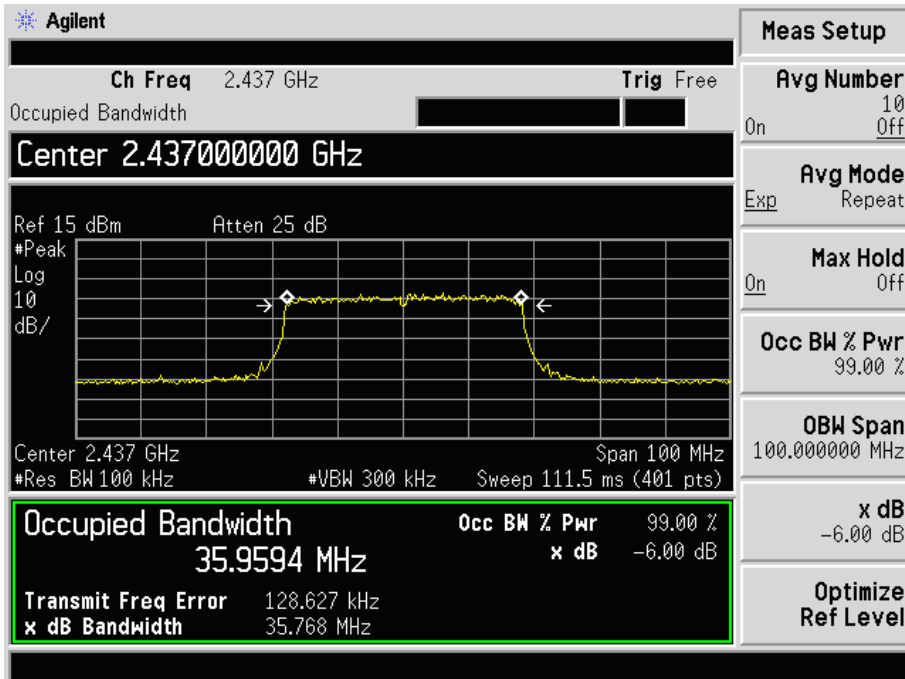 Agilent
Ch Freq 2.437 GHz Trig Free
Occupied Bandwidth
Center 2.437000000 GHz
Ref 15 dBm Atten 25 dB
#Peak
Log
10
dB/
Center 2.437 GHz Span 100 MHz
#Res BW 100 kHz #VBW 300 kHz Sweep 111.5 ms (401 pts)
Occupied Bandwidth Occ BW % Pwr 99.00 %
35.9594 MHz x dB -6.00 dB
Transmit Freq Error 128.627 kHz
x dB Bandwidth 35.768 MHz
Meas Setup
Avg Number
10
On Off
Avg Mode
Exp Repeat
Max Hold
On Off
Occ BW % Pwr
99.00 %
OBW Span
100.000000 MHz
x dB
-6.00 dB
Optimize
Ref Level